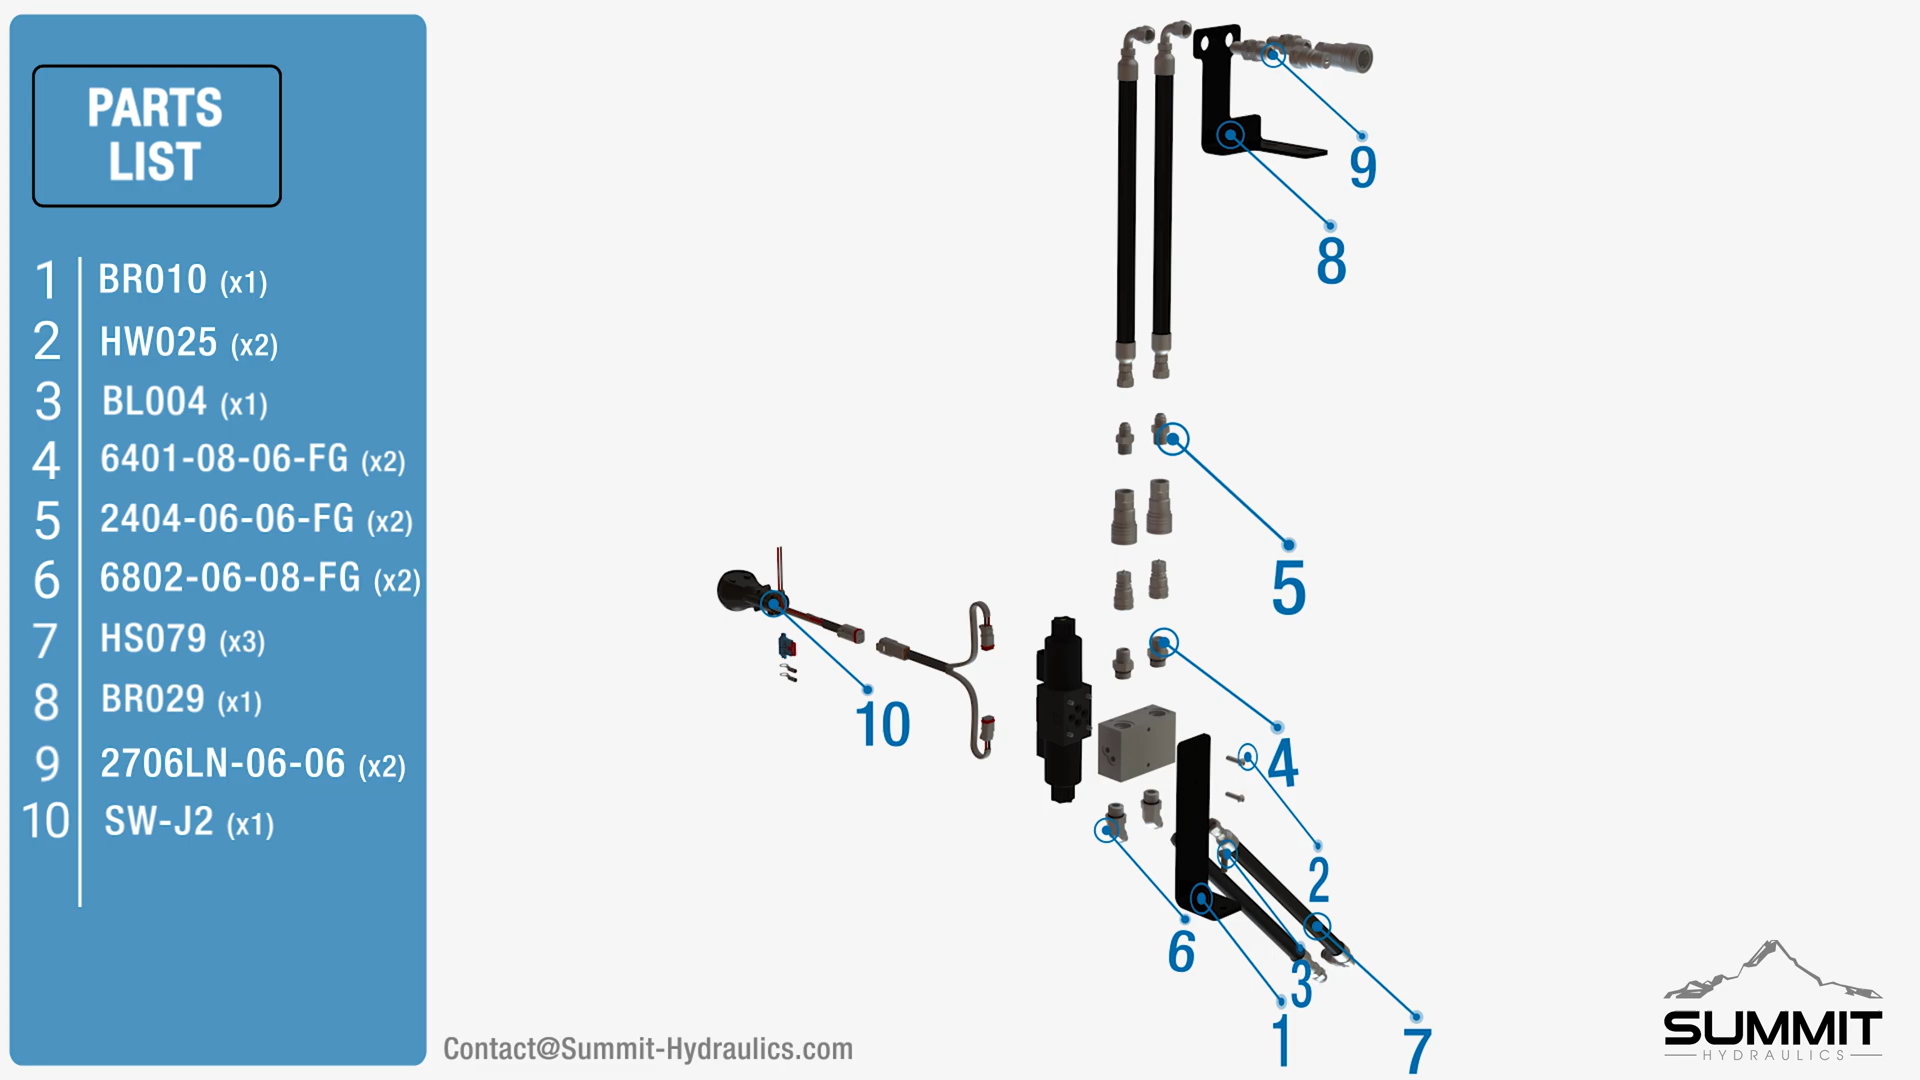 PARTS
LIST
1 BR010 (x1)
2 HW025 (x2)
3 BL004 (x1)
4 6401-08-06-FG (x2)
5 2404-06-06-FG (x2)
6 6802-06-08-FG (x2)
7 HS079 (x3)
8 BR029 (x1)
9 2706LN-06-06 (x2)
10 SW-J2 (x1)
9
8
5
10
4
2
6
3
1
7
Contact@Summit-Hydraulics.com
SUMMIT
HYDRAULICS